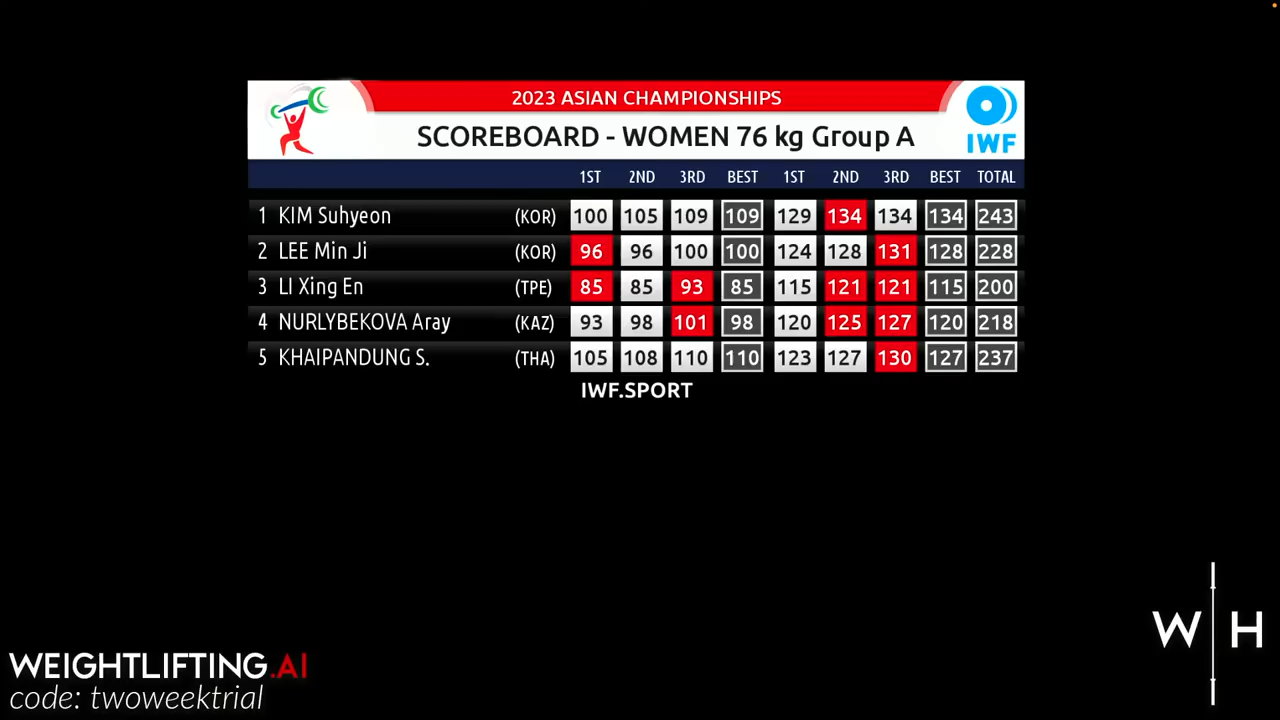 2023 ASIAN CHAMPIONSHIPS
SCOREBOARD - WOMEN 76 kg Group A
IWF
1ST 2ND 3RD BEST 1ST 2ND 3RD BEST TOTAL
1 KIM Suhyeon (KOR) 100 105 109 109 129 134 134 134 243
2 LEE Min Ji (KOR) 96 96 100 100 124 128 131 128 228
3 LI Xing En (TPE) 85 85 93 85 115 121 121 115 200
4 NURLYBEKOVA Aray (KAZ) 93 98 101 98 120 125 127 120 218
5 KHAIPANDUNG S. (THA) 105 108 110 110 123 127 130 127 237
IWF.SPORT
W H
WEIGHTLIFTING.AI
code: twoweektrial